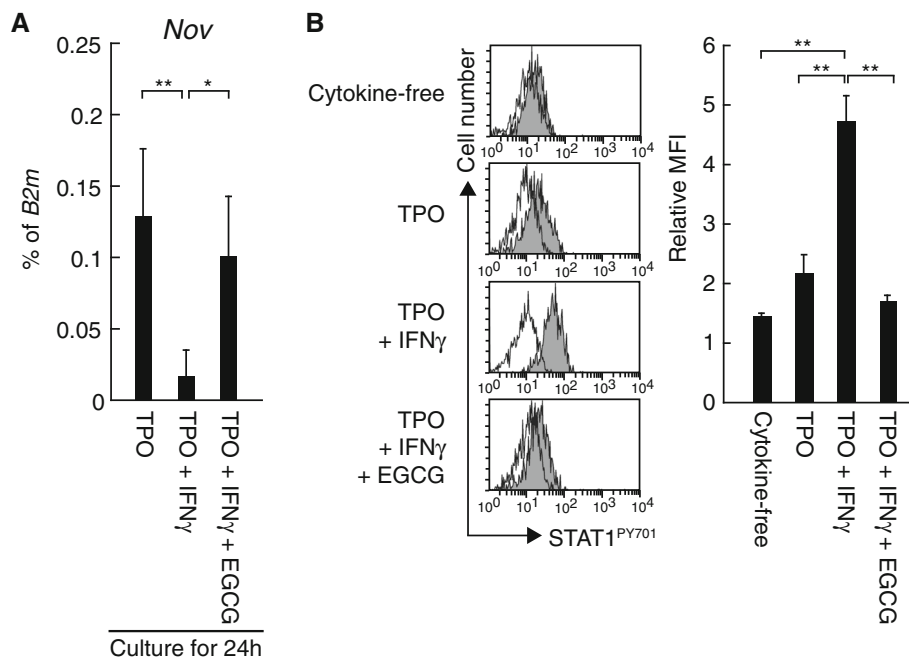 A
Nov
0.25
0.2
0.15
0.1
0.05
0
% of B2m
** *
TPO
TPO + IFNγ
TPO + IFNγ + EGCG
Culture for 24h
B
Cell number
Cytokine-free
10⁰ 10¹ 10² 10³ 10⁴
TPO
10⁰ 10¹ 10² 10³ 10⁴
TPO
+ IFNγ
10⁰ 10¹ 10² 10³ 10⁴
TPO
+ IFNγ
+ EGCG
10⁰ 10¹ 10² 10³ 10⁴
STAT1ᴾʸ⁷⁰¹
Relative MFI
6
5
4
3
2
1
0
**
** **
Cytokine-free
TPO
TPO + IFNγ
TPO + IFNγ + EGCG